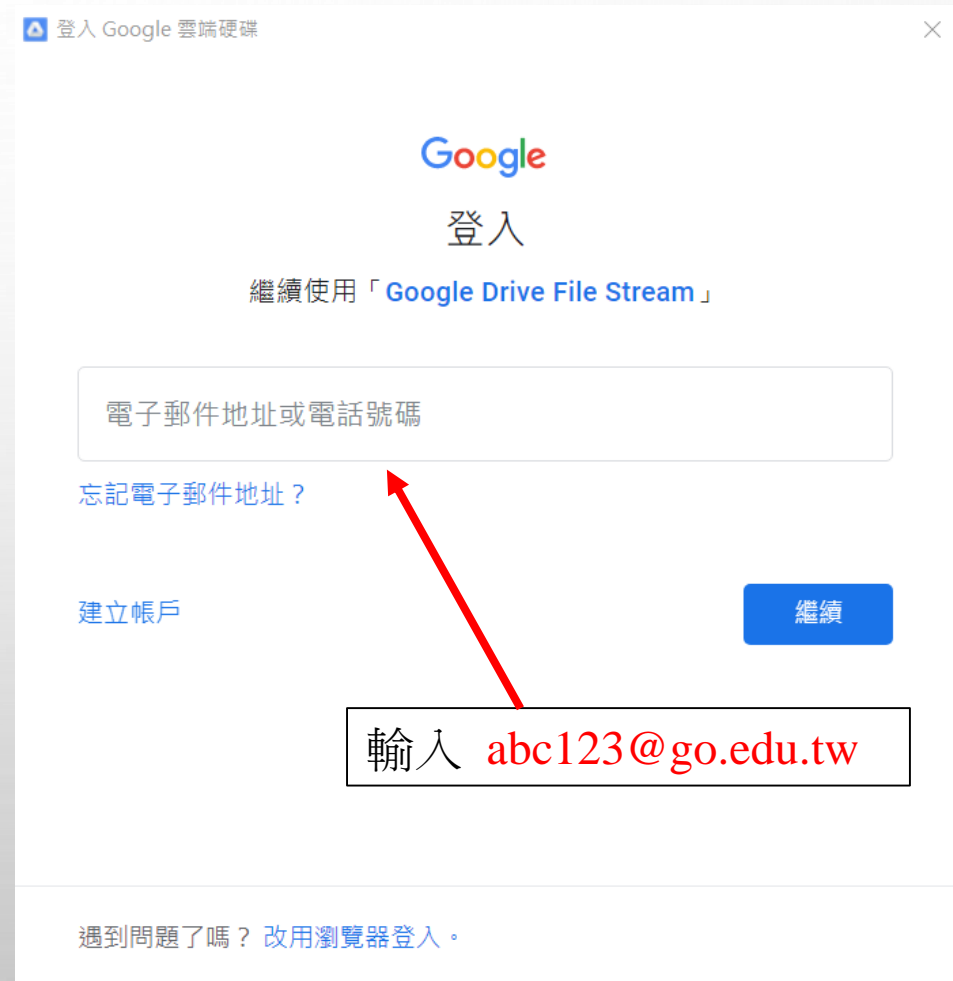 登入 Google 雲端硬碟
Google
登入
繼續使用「Google Drive File Stream」
電子郵件地址或電話號碼
忘記電子郵件地址？
建立帳戶
繼續
輸入 abc123@go.edu.tw
遇到問題了嗎？改用瀏覽器登入。